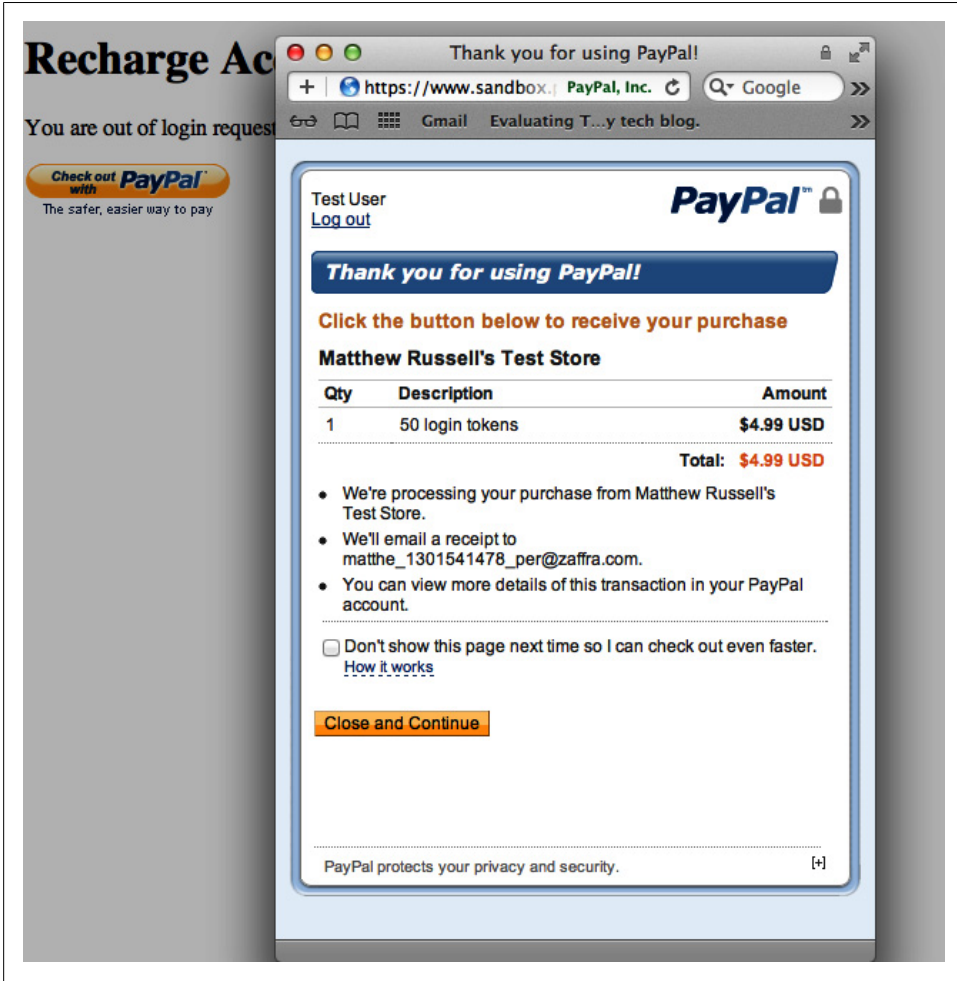 Recharge Ac
You are out of login request
Check out with PayPal
The safer, easier way to pay
Thank you for using PayPal!
https://www.sandbox.p PayPal, Inc. Google
Gmail Evaluating T...y tech blog.
Test User
Log out
PayPal™
Thank you for using PayPal!
Click the button below to receive your purchase
Matthew Russell's Test Store
Qty Description Amount
1 50 login tokens $4.99 USD
Total: $4.99 USD
• We're processing your purchase from Matthew Russell's
Test Store.
• We'll email a receipt to
matthe_1301541478_per@zaffra.com.
• You can view more details of this transaction in your PayPal
account.
Don't show this page next time so I can check out even faster.
How it works
Close and Continue
PayPal protects your privacy and security. [+]